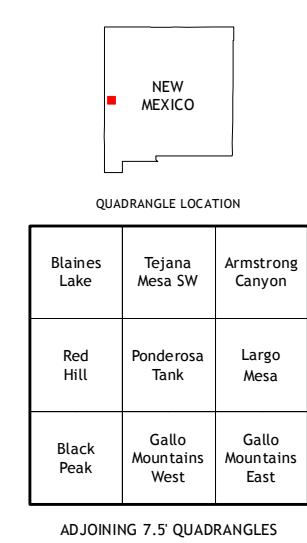 NEW
MEXICO
QUADRANGLE LOCATION
Blaines
Lake
Tejana
Mesa SW
Armstrong
Canyon
Red
Hill
Ponderosa
Tank
Largo
Mesa
Black
Peak
Gallo
Mountains
West
Gallo
Mountains
East
ADJOINING 7.5' QUADRANGLES